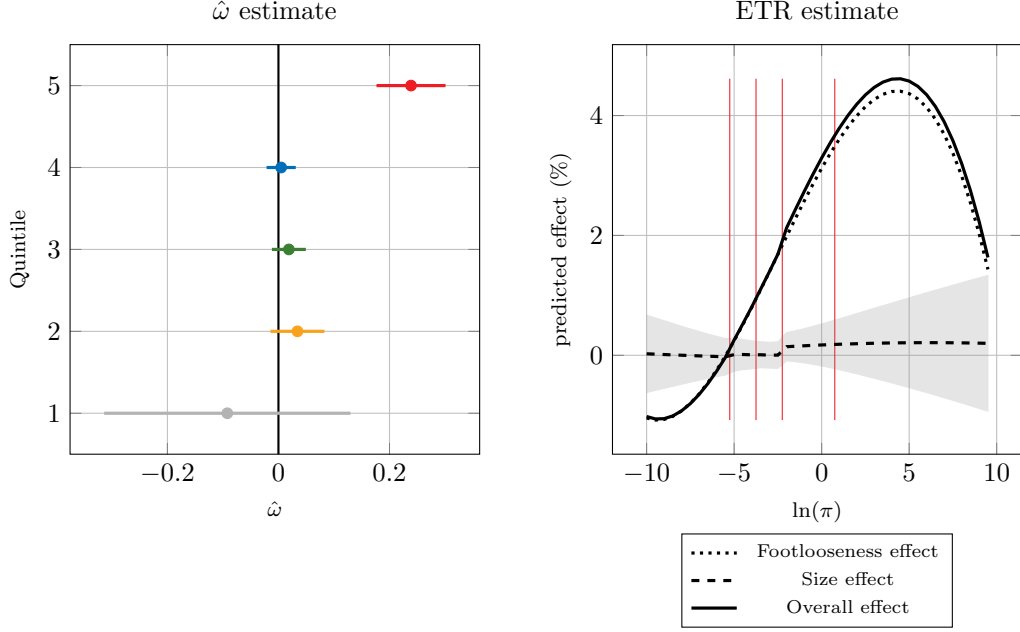 ω̂ estimate
5
4
3
2
1
Quintile
−0.2
0
0.2
ω̂
ETR estimate
4
2
0
predicted effect (%)
−10
−5
0
5
10
ln(π)
Footlooseness effect
Size effect
Overall effect